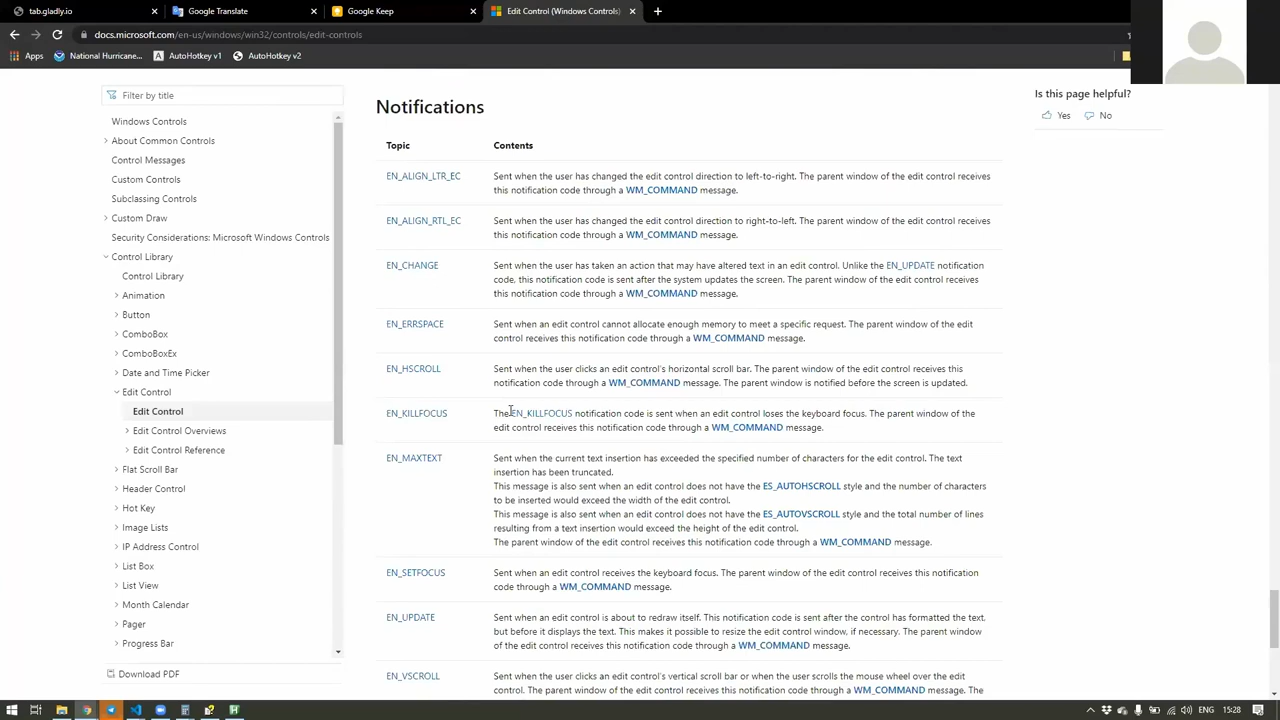 tab.gladly.io
Google Translate
Google Keep
Edit Control (Windows Controls)
docs.microsoft.com/en-us/windows/win32/controls/edit-controls
Apps
National Hurricane...
AutoHotkey v1
AutoHotkey v2
Filter by title
Windows Controls
About Common Controls
Control Messages
Custom Controls
Subclassing Controls
Custom Draw
Security Considerations: Microsoft Windows Controls
Control Library
Control Library
Animation
Button
ComboBox
ComboBoxEx
Date and Time Picker
Edit Control
Edit Control
Edit Control Overviews
Edit Control Reference
Flat Scroll Bar
Header Control
Hot Key
Image Lists
IP Address Control
List Box
List View
Month Calendar
Pager
Progress Bar
Download PDF
Notifications
Topic Contents
EN_ALIGN_LTR_EC Sent when the user has changed the edit control direction to left-to-right. The parent window of the edit control receives
this notification code through a WM_COMMAND message.
EN_ALIGN_RTL_EC Sent when the user has changed the edit control direction to right-to-left. The parent window of the edit control receives
this notification code through a WM_COMMAND message.
EN_CHANGE Sent when the user has taken an action that may have altered text in an edit control. Unlike the EN_UPDATE notification
code, this notification code is sent after the system updates the screen. The parent window of the edit control receives
this notification code through a WM_COMMAND message.
EN_ERRSPACE Sent when an edit control cannot allocate enough memory to meet a specific request. The parent window of the edit
control receives this notification code through a WM_COMMAND message.
EN_HSCROLL Sent when the user clicks an edit control's horizontal scroll bar. The parent window of the edit control receives this
notification code through a WM_COMMAND message. The parent window is notified before the screen is updated.
EN_KILLFOCUS The EN_KILLFOCUS notification code is sent when an edit control loses the keyboard focus. The parent window of the
edit control receives this notification code through a WM_COMMAND message.
EN_MAXTEXT Sent when the current text insertion has exceeded the specified number of characters for the edit control. The text
insertion has been truncated.
This message is also sent when an edit control does not have the ES_AUTOHSCROLL style and the number of characters
to be inserted would exceed the width of the edit control.
This message is also sent when an edit control does not have the ES_AUTOVSCROLL style and the total number of lines
resulting from a text insertion would exceed the height of the edit control.
The parent window of the edit control receives this notification code through a WM_COMMAND message.
EN_SETFOCUS Sent when an edit control receives the keyboard focus. The parent window of the edit control receives this notification
code through a WM_COMMAND message.
EN_UPDATE Sent when an edit control is about to redraw itself. This notification code is sent after the control has formatted the text,
but before it displays the text. This makes it possible to resize the edit control window, if necessary. The parent window
of the edit control receives this notification code through a WM_COMMAND message.
EN_VSCROLL Sent when the user clicks an edit control's vertical scroll bar or when the user scrolls the mouse wheel over the edit
control. The parent window of the edit control receives this notification code through a WM_COMMAND message. The
Is this page helpful?
Yes No
ENG 15:28